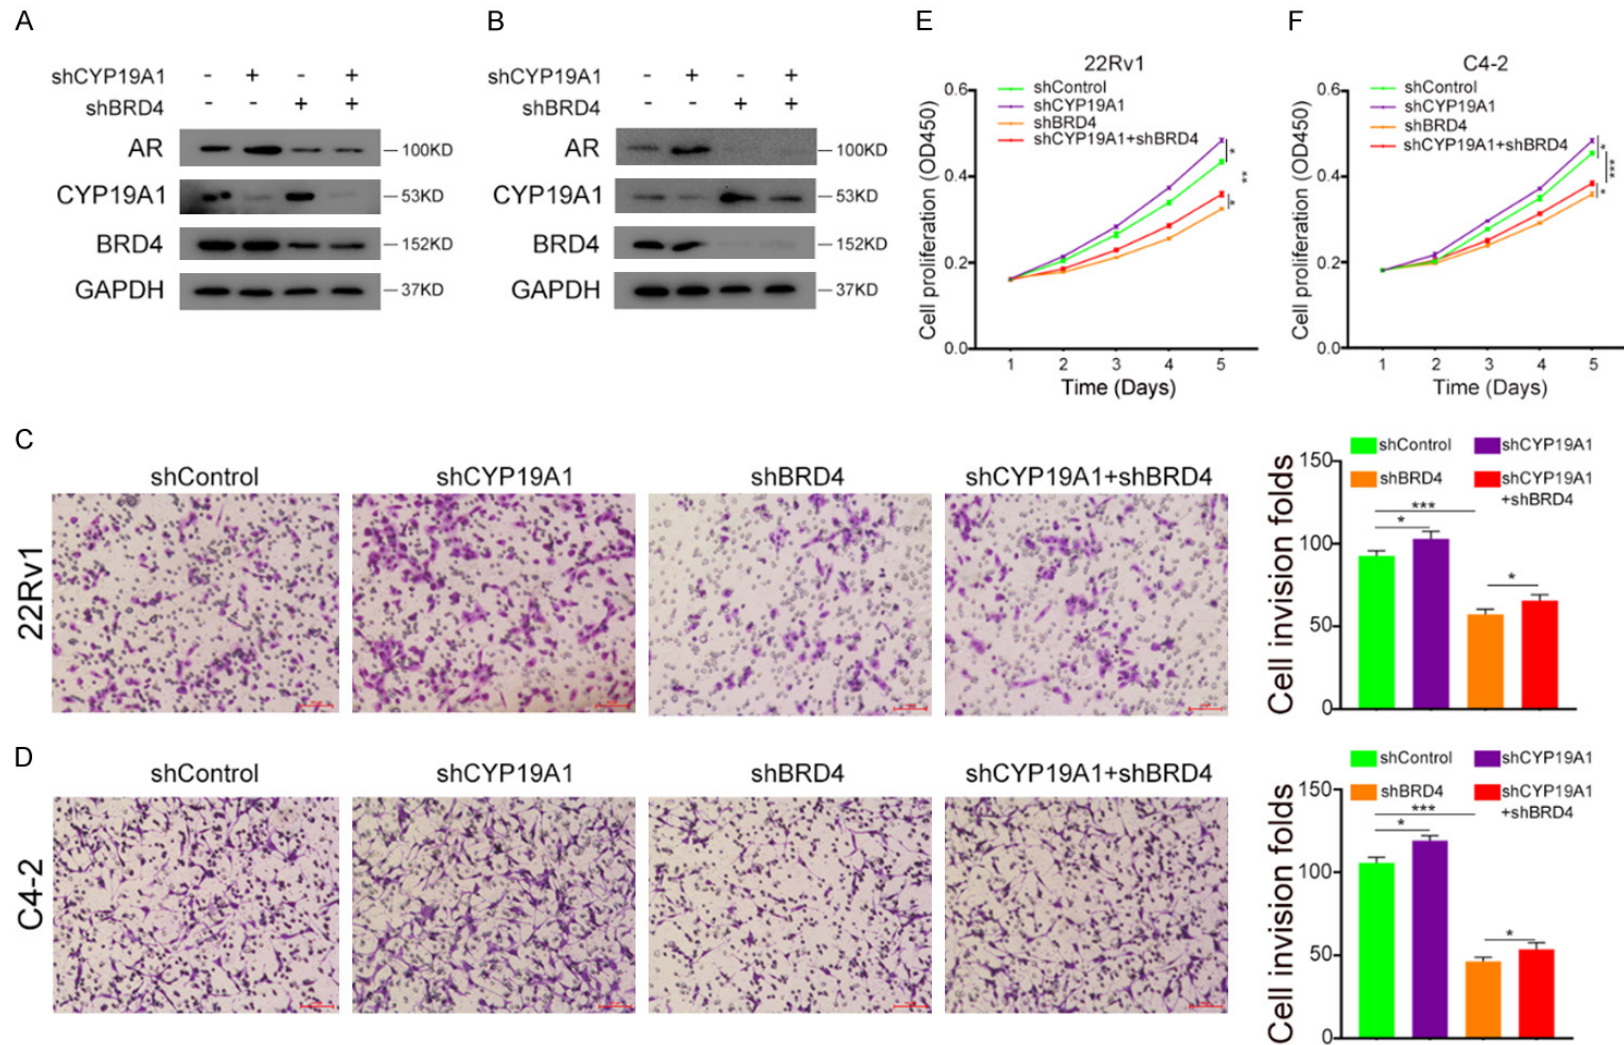 A
shCYP19A1 - + - +
shBRD4 - - + +
AR 100KD
CYP19A1 53KD
BRD4 152KD
GAPDH 37KD
B
shCYP19A1 - + +
shBRD4 - - + +
AR 100KD
CYP19A1 53KD
BRD4 152KD
GAPDH 37KD
E
22Rv1
shControl
shCYP19A1
shBRD4
shCYP19A1+shBRD4
Cell proliferation (OD450)
0.6
0.4
0.2
0.0
*
**
*
1 2 3 4 5
Time (Days)
F
C4-2
shControl
shCYP19A1
shBRD4
shCYP19A1+shBRD4
Cell proliferation (OD450)
0.6
0.4
0.2
0.0
*
***
*
1 2 3 4 5
Time (Days)
C
shControl shCYP19A1 shBRD4 shCYP19A1+shBRD4
22Rv1
shControl shCYP19A1
shBRD4 shCYP19A1
+shBRD4
Cell invision folds
150
100
50
0
***
*
*
D
shControl shCYP19A1 shBRD4 shCYP19A1+shBRD4
C4-2
shControl shCYP19A1
shBRD4 shCYP19A1
+shBRD4
Cell invision folds
150
100
50
0
***
*
*